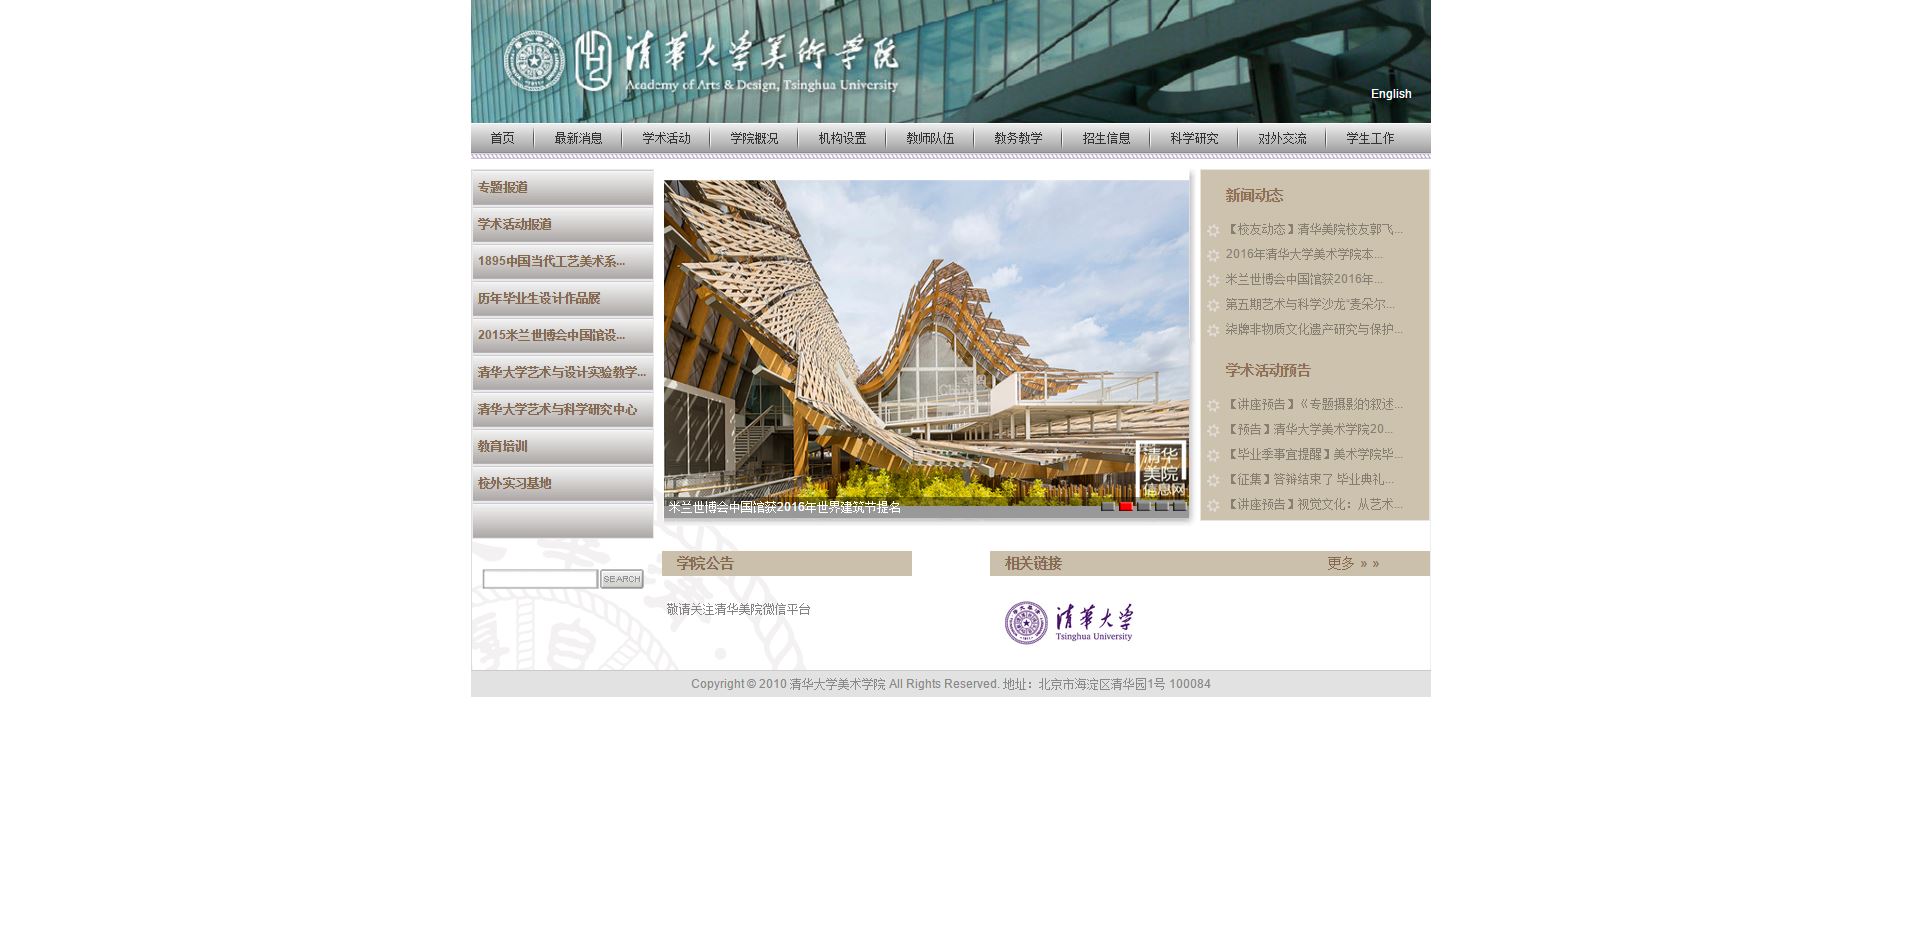 清華大学美術学院
Academy of Arts & Design, Tsinghua University
English
首页 最新消息 学术活动 学院概况 机构设置 教师队伍 教务教学 招生信息 科学研究 对外交流 学生工作
专题报道
学术活动报道
1895中国当代工艺美术系...
历年毕业生设计作品展
2015米兰世博会中国馆设...
清华大学艺术与设计实验教学...
清华大学艺术与科学研究中心
教育培训
校外实习基地
SEARCH
清华
美院
信息网
米兰世博会中国馆获2016年世界建筑节提名
新闻动态
【校友动态】清华美院校友郭飞...
2016年清华大学美术学院本...
米兰世博会中国馆获2016年...
第五期艺术与科学沙龙“麦朵尔...
柒牌非物质文化遗产研究与保护...
学术活动预告
【讲座预告】《专题摄影的叙述...
【预告】清华大学美术学院20...
【毕业季事宜提醒】美术学院毕...
【征集】答辩结束了 毕业典礼...
【讲座预告】视觉文化：从艺术...
学院公告
敬请关注清华美院微信平台
相关链接 更多 » »
清華大学
Tsinghua University
Copyright © 2010 清华大学美术学院 All Rights Reserved. 地址：北京市海淀区清华园1号 100084